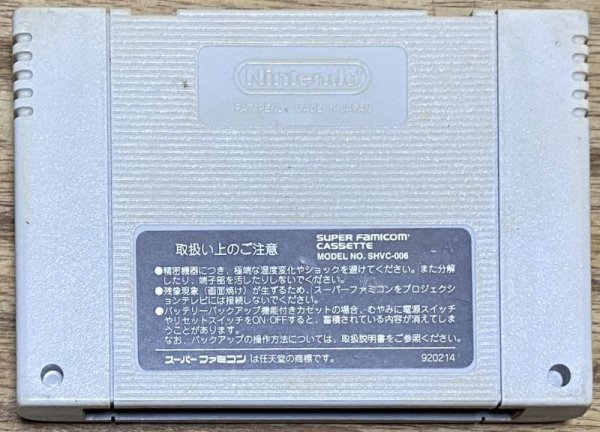 Nintendo
PAT. PEND. MADE IN JAPAN
取扱い上のご注意
SUPER FAMICOM
CASSETTE
MODEL NO. SHVC-006
●精密機器につき、極端な温度変化やショックを避けてください。また分解
したり、端子部を汚したりしないでください。
●残像現象（画面焼け）が生ずるため、スーパーファミコンをプロジェクシ
ョンテレビには接続しないでください。
●バッテリーバックアップ機能付きカセットの場合、むやみに電源スイッチ
やリセットスイッチをON・OFFすると、蓄積されている内容が消えてしま
うことがあります。
なお、バックアップの操作方法については、取扱説明書をご参照ください。
スーパーファミコンは任天堂の商標です。
920214